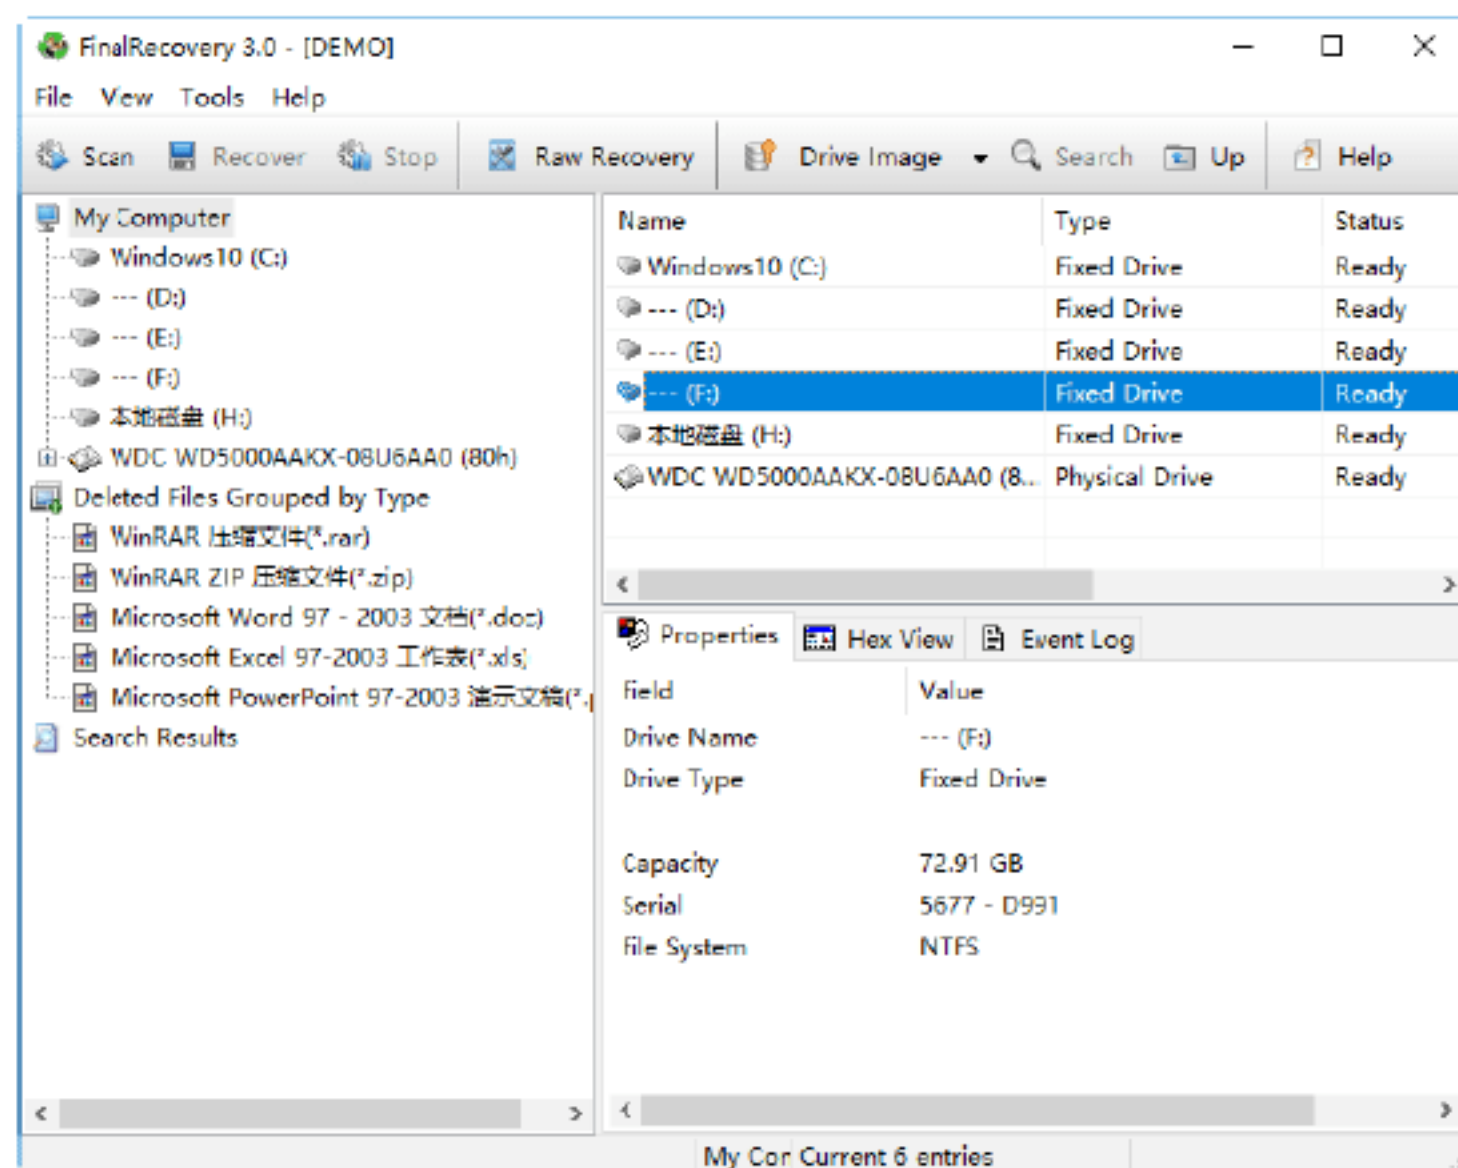 FinalRecovery 3.0 - [DEMO]
File View Tools Help
Scan Recover Stop Raw Recovery Drive Image Search Up Help
My Computer
Windows10 (C:)
--- (D:)
--- (E:)
--- (F:)
本地磁盘 (H:)
WDC WD5000AAKX-08U6AA0 (80h)
Deleted Files Grouped by Type
WinRAR 压缩文件(*.rar)
WinRAR ZIP 压缩文件(*.zip)
Microsoft Word 97 - 2003 文档(*.doc)
Microsoft Excel 97-2003 工作表(*.xls)
Microsoft PowerPoint 97-2003 演示文稿(*.p
Search Results
Name Type Status
Windows10 (C:) Fixed Drive Ready
--- (D:) Fixed Drive Ready
--- (E:) Fixed Drive Ready
--- (F:) Fixed Drive Ready
本地磁盘 (H:) Fixed Drive Ready
WDC WD5000AAKX-08U6AA0 (8... Physical Drive Ready
Properties Hex View Event Log
Field Value
Drive Name --- (F:)
Drive Type Fixed Drive
Capacity 72.91 GB
Serial 5677 - D991
File System NTFS
My Cor Current 6 entries